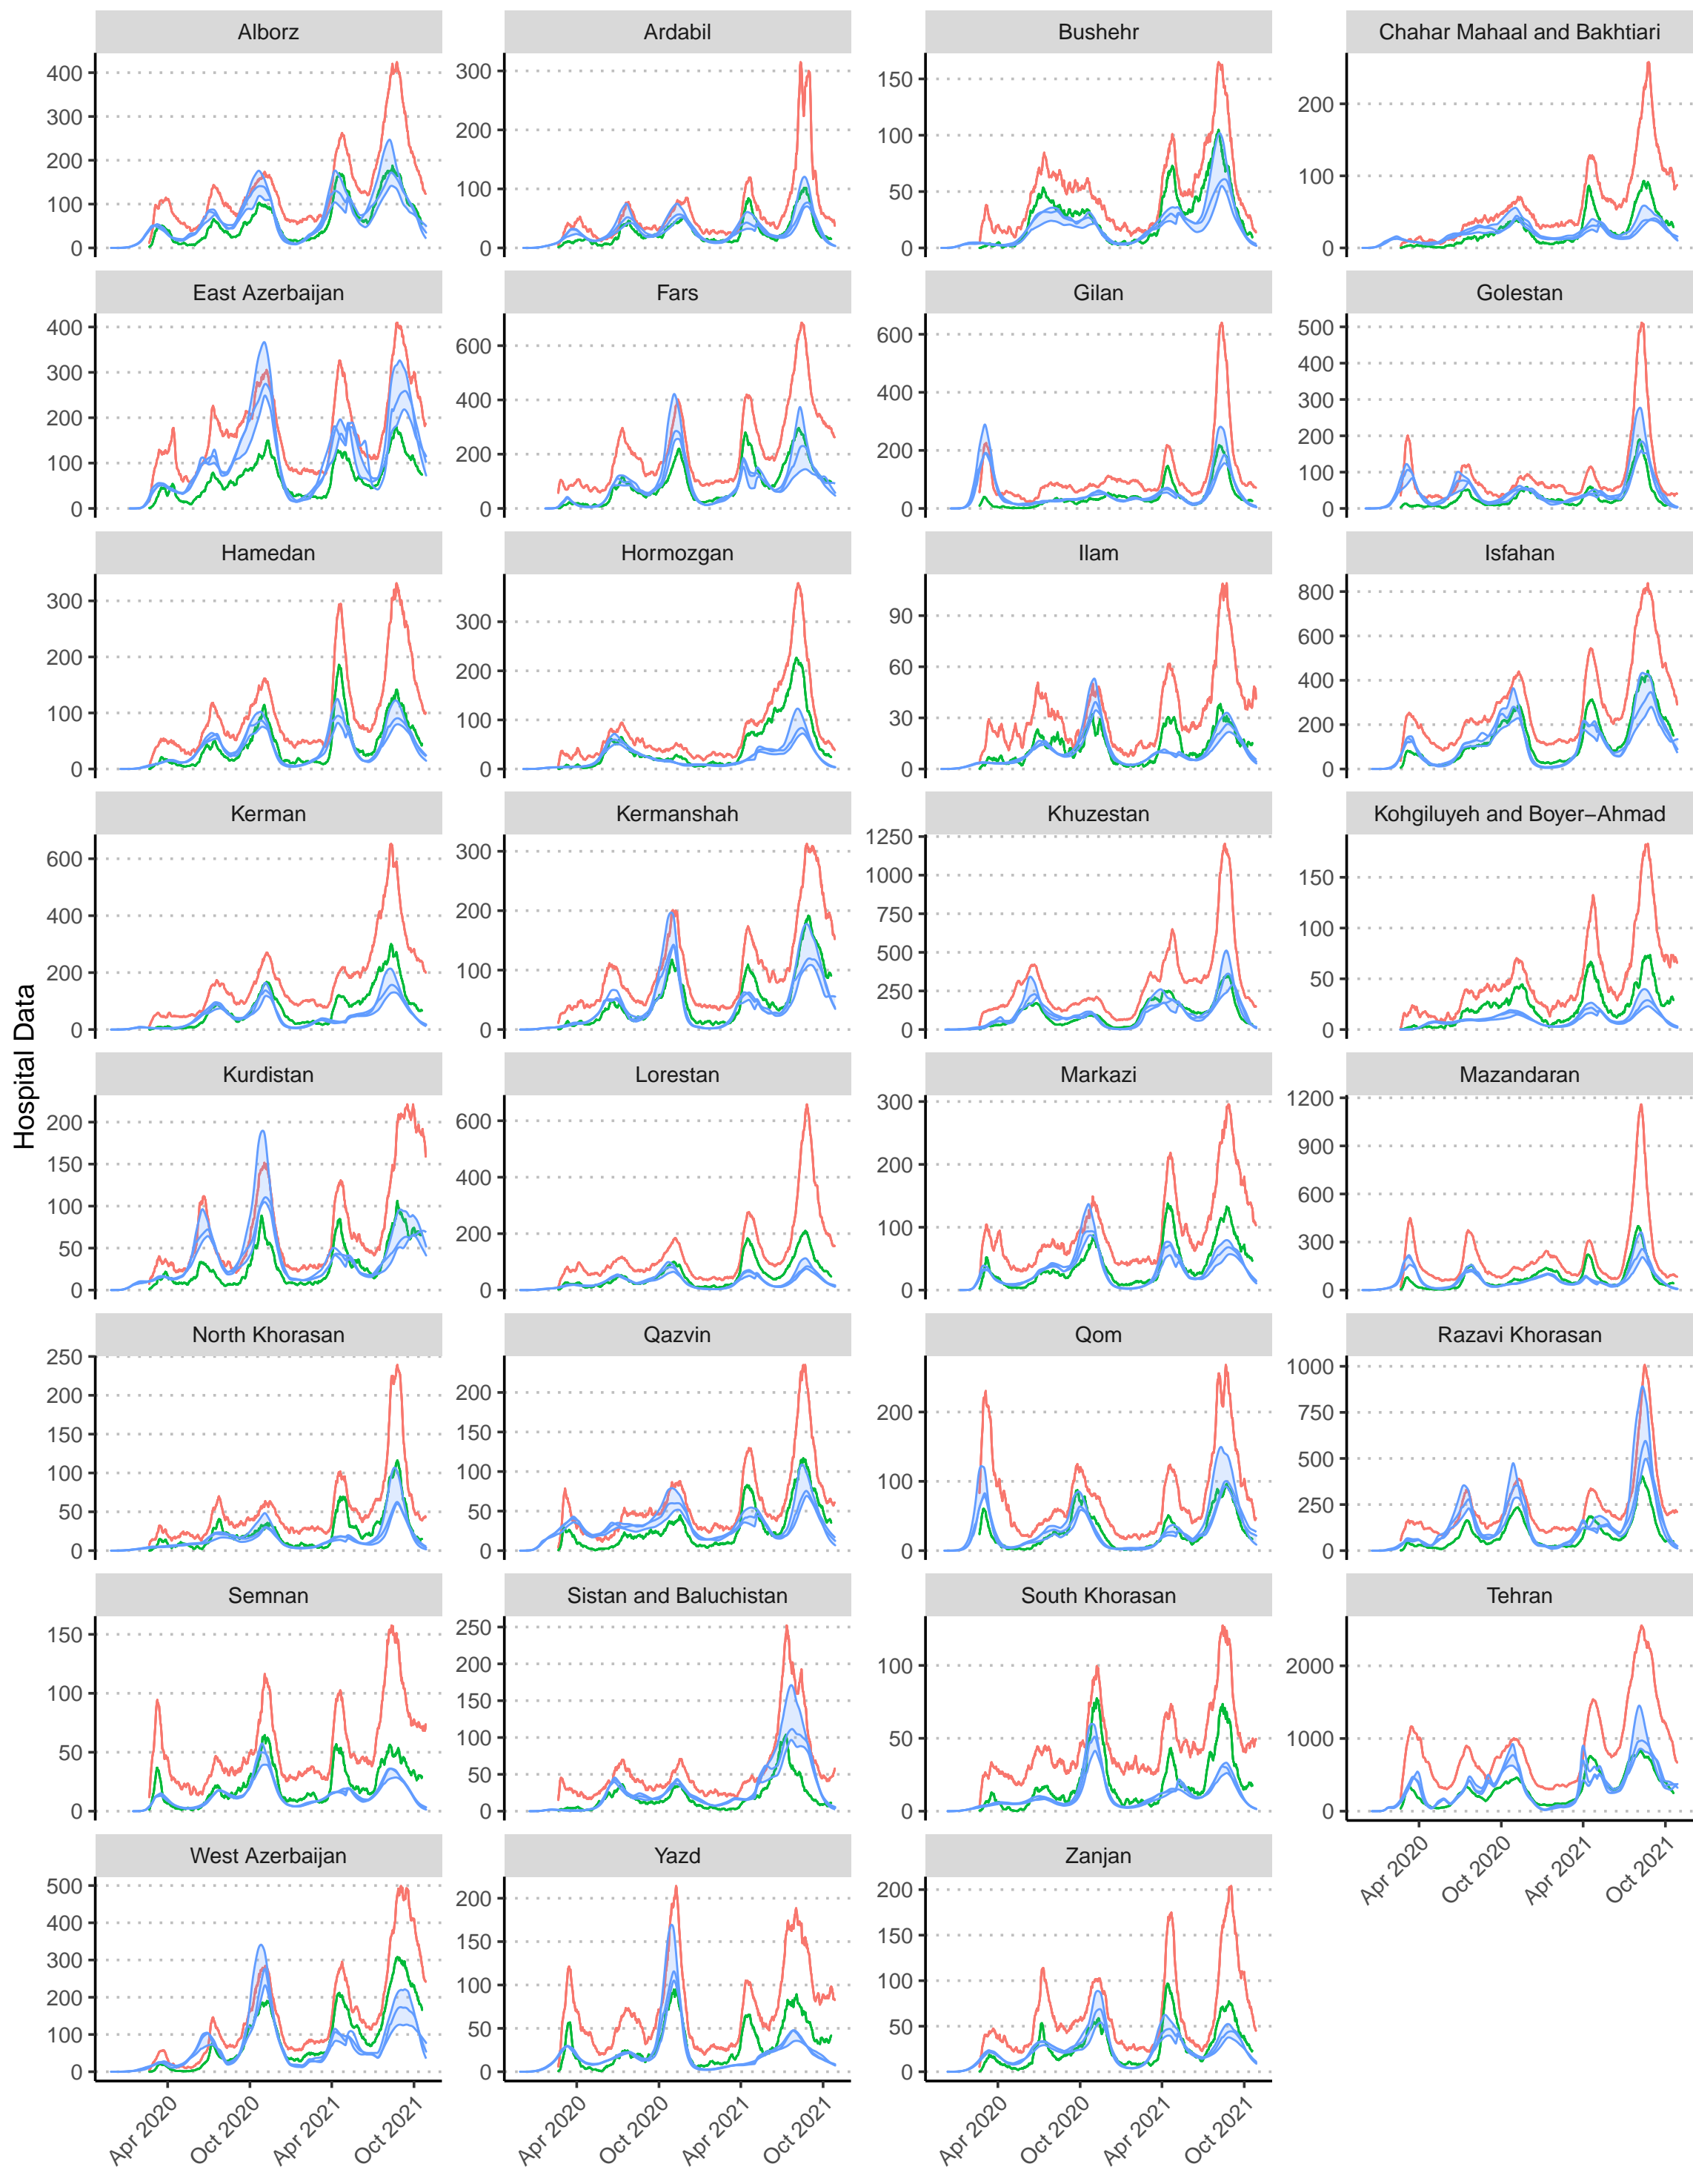 Hospital Data
Alborz
Ardabil
Bushehr
Chahar Mahaal and Bakhtiari
400
300
200
100
0
300
200
100
0
150
100
50
0
200
100
0
East Azerbaijan
Fars
Gilan
Golestan
400
300
200
100
0
600
400
200
0
600
400
200
0
500
400
300
200
100
0
Hamedan
Hormozgan
Ilam
Isfahan
300
200
100
0
300
200
100
0
90
60
30
0
800
600
400
200
0
Kerman
Kermanshah
Khuzestan
Kohgiluyeh and Boyer−Ahmad
600
400
200
0
300
200
100
0
1250
1000
750
500
250
0
150
100
50
0
Kurdistan
Lorestan
Markazi
Mazandaran
200
150
100
50
0
600
400
200
0
300
200
100
0
1200
900
600
300
0
North Khorasan
Qazvin
Qom
Razavi Khorasan
250
200
150
100
50
0
200
150
100
50
0
200
100
0
1000
750
500
250
0
Semnan
Sistan and Baluchistan
South Khorasan
Tehran
150
100
50
0
250
200
150
100
50
0
100
50
0
2000
1000
0
Apr 2020
Oct 2020
Apr 2021
Oct 2021
West Azerbaijan
Yazd
Zanjan
500
400
300
200
100
0
200
150
100
50
0
200
150
100
50
0
Apr 2020
Oct 2020
Apr 2021
Oct 2021
Apr 2020
Oct 2020
Apr 2021
Oct 2021
Apr 2020
Oct 2020
Apr 2021
Oct 2021